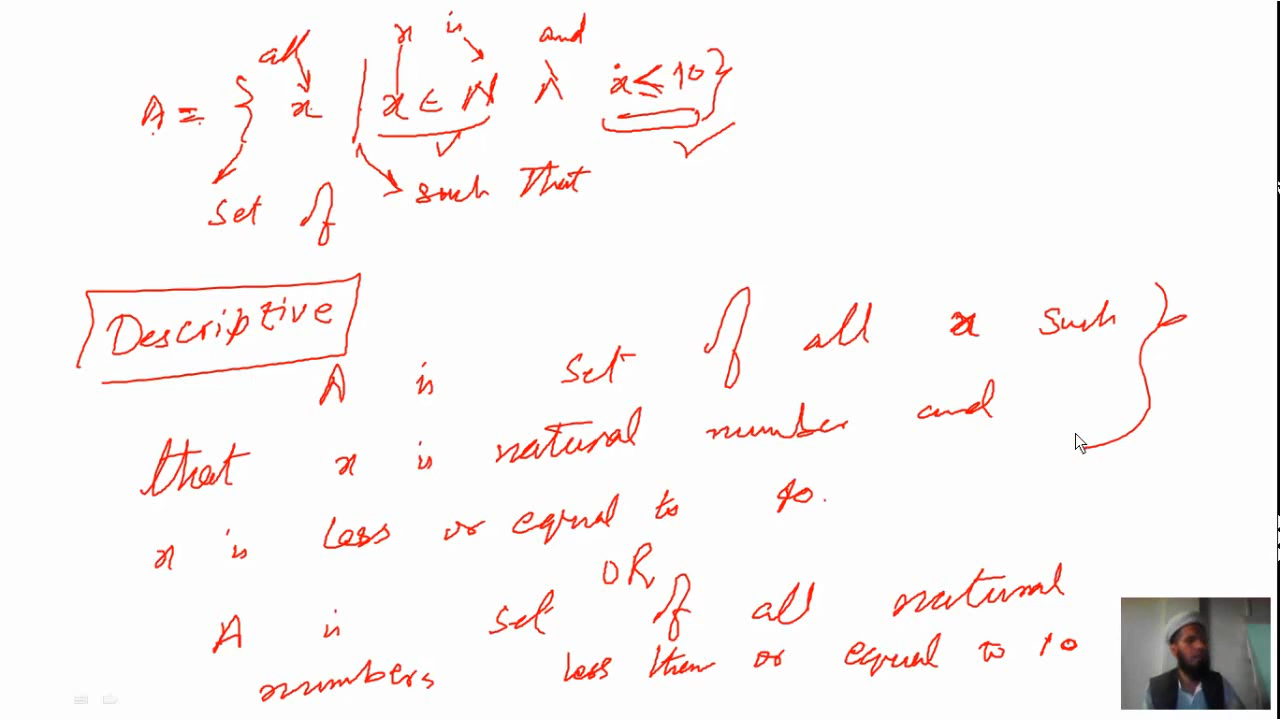 all x is and
A = { x | x ∈ N ∧ x ≤ 10 }
set of such that
Descriptive
A is set of all x such
that x is natural number and
x is less or equal to 10.
OR
A is set of all natural
numbers less then or equal to 10